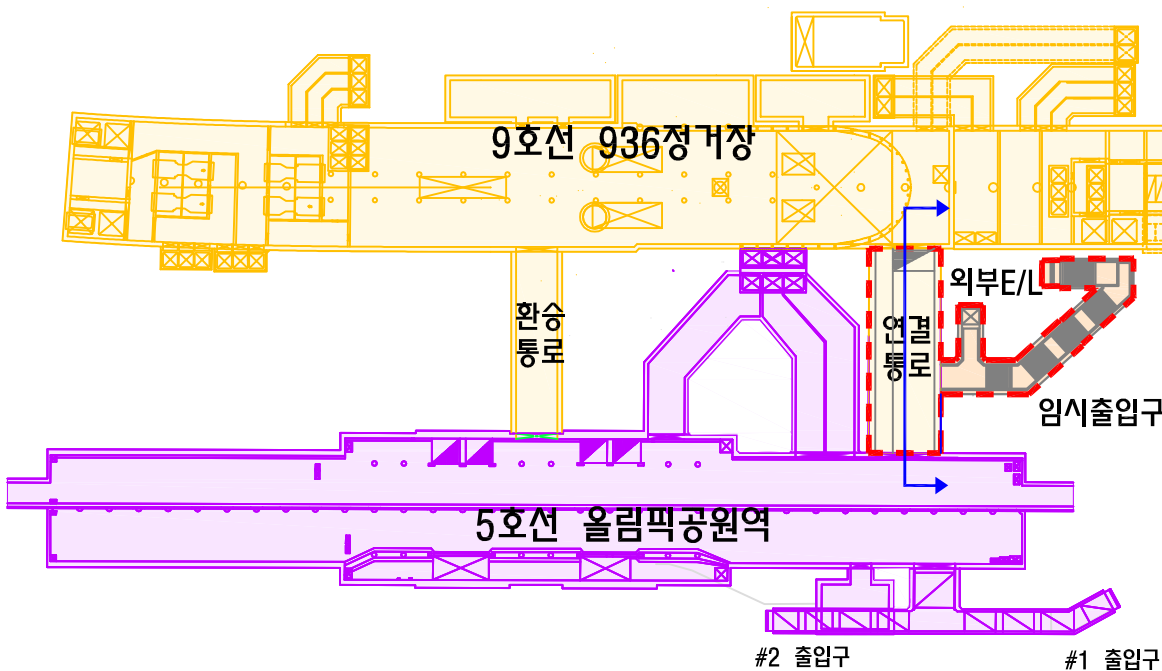 9호선 936정거장
외부E/L
환승
통로
연결
통로
임시출입구
5호선 올림픽공원역
#2 출입구
#1 출입구